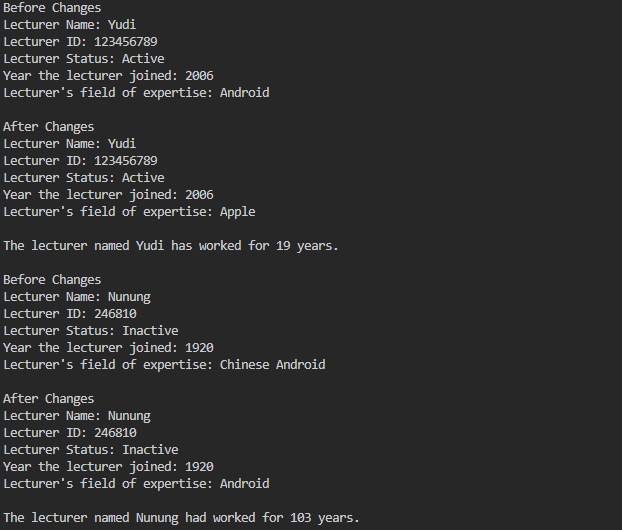 Before Changes
Lecturer Name: Yudi
Lecturer ID: 123456789
Lecturer Status: Active
Year the lecturer joined: 2006
Lecturer's field of expertise: Android
After Changes
Lecturer Name: Yudi
Lecturer ID: 123456789
Lecturer Status: Active
Year the lecturer joined: 2006
Lecturer's field of expertise: Apple
The lecturer named Yudi has worked for 19 years.
Before Changes
Lecturer Name: Nunung
Lecturer ID: 246810
Lecturer Status: Inactive
Year the lecturer joined: 1920
Lecturer's field of expertise: Chinese Android
After Changes
Lecturer Name: Nunung
Lecturer ID: 246810
Lecturer Status: Inactive
Year the lecturer joined: 1920
Lecturer's field of expertise: Android
The lecturer named Nunung had worked for 103 years.